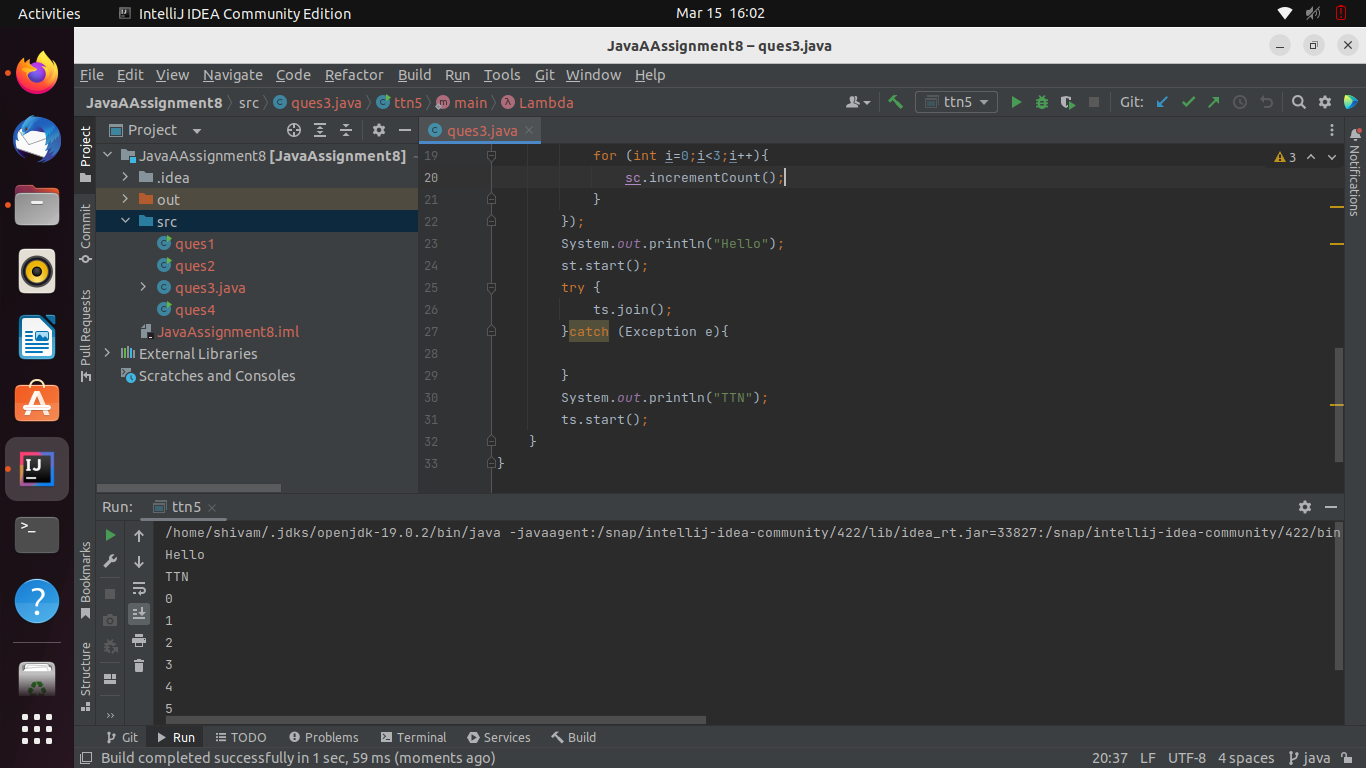 Activities IntelliJ IDEA Community Edition Mar 15 16:02
JavaAAssignment8 – ques3.java
File Edit View Navigate Code Refactor Build Run Tools Git Window Help
JavaAAssignment8 src ques3.java ttn5 main Lambda ttn5 Git:
Project
Commit
Pull Requests
Bookmarks
Structure
Project
JavaAAssignment8 [JavaAssignment8]
.idea
out
src
ques1
ques2
ques3.java
ques4
JavaAssignment8.iml
External Libraries
Scratches and Consoles
ques3.java
3
19 for (int i=0;i<3;i++){
20 sc.incrementCount();
21 }
22 });
23 System.out.println("Hello");
24 st.start();
25 try {
26 ts.join();
27 }catch (Exception e){
28
29 }
30 System.out.println("TTN");
31 ts.start();
32 }
33 }
Notifications
Run: ttn5
/home/shivam/.jdks/openjdk-19.0.2/bin/java -javaagent:/snap/intellij-idea-community/422/lib/idea_rt.jar=33827:/snap/intellij-idea-community/422/bin
Hello
TTN
0
1
2
3
4
5
Git Run TODO Problems Terminal Services Build
Build completed successfully in 1 sec, 59 ms (moments ago) 20:37 LF UTF-8 4 spaces java